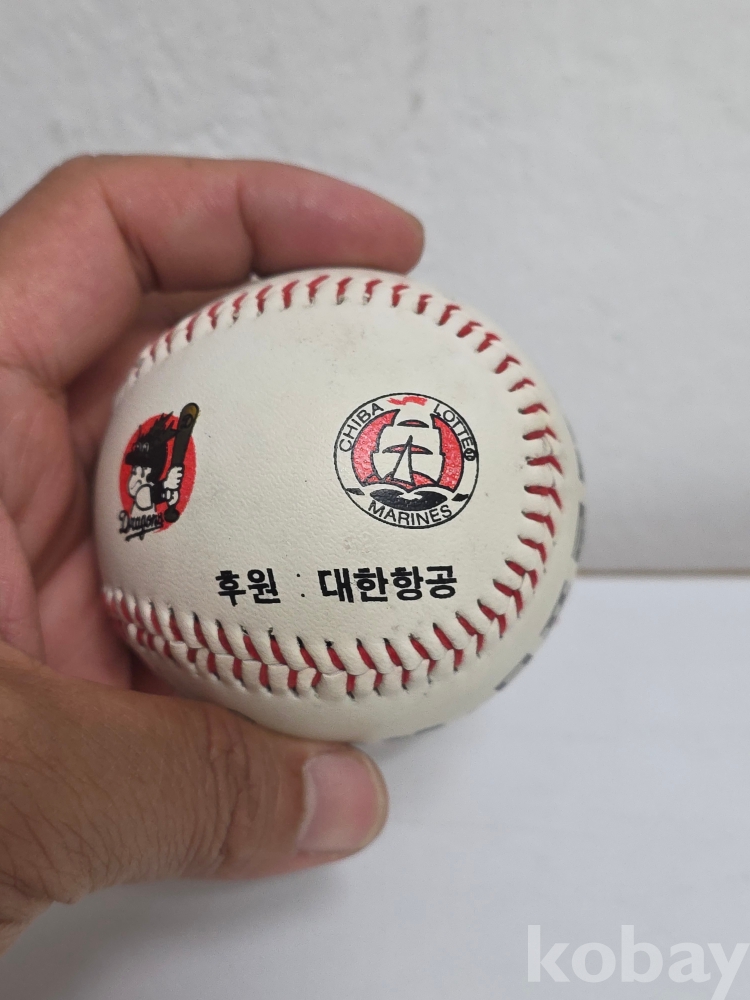 CHIBA LOTTE
MARINES
Dragons
후원 : 대한항공
kobay